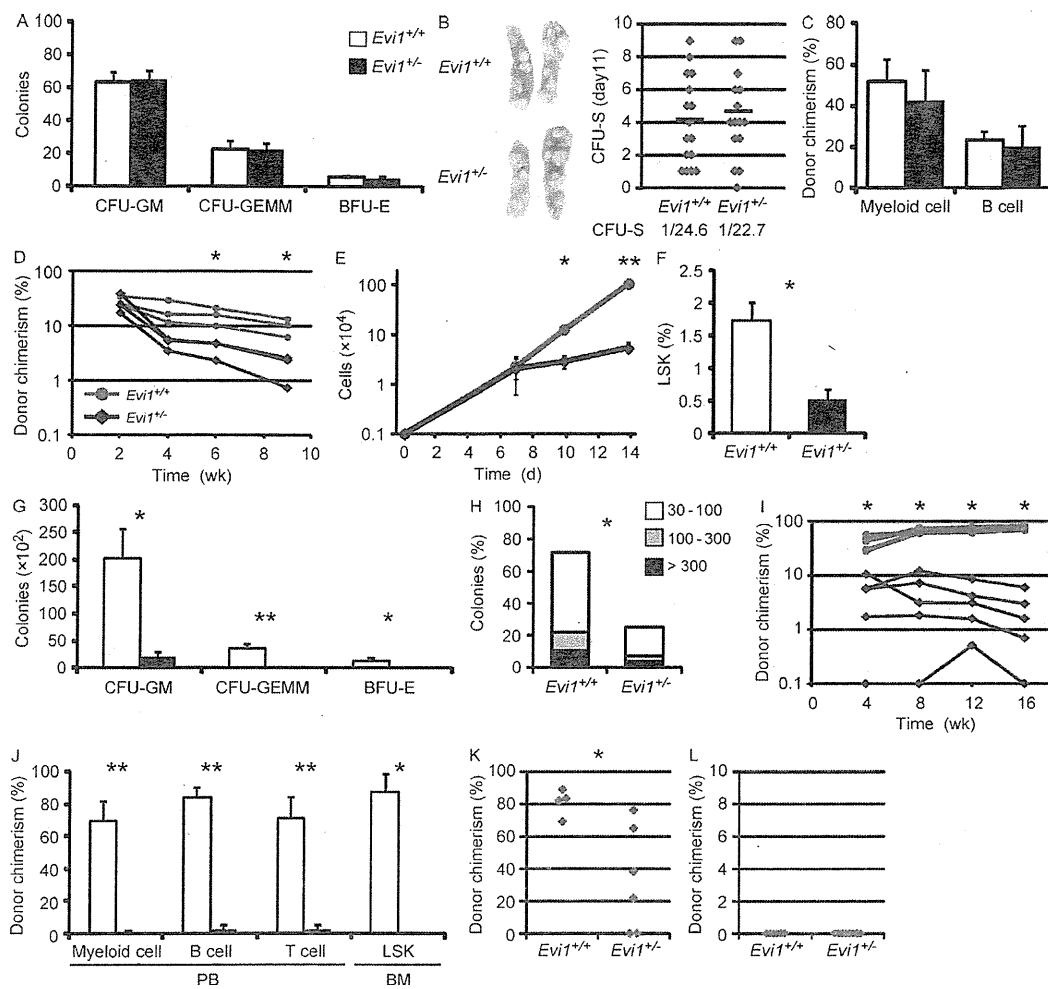 A
Colonies
100
80
60
40
20
0
CFU-GM
CFU-GEMM
BFU-E
Evi1+/+
Evi1+/-
B
Evi1+/+
Evi1+/-
CFU-S (day11)
10
9
8
7
6
5
4
3
2
1
0
Evi1+/+ Evi1+/-
CFU-S 1/24.6 1/22.7
C
Donor chimerism (%)
80
60
40
20
0
Myeloid cell
B cell
D
Donor chimerism (%)
100
10
1
0.1
* *
Evi1+/+
Evi1+/-
0 2 4 6 8 10
Time (wk)
E
Cells (×10⁴)
100
10
1
0.1
* **
0 2 4 6 8 10 12 14
Time (d)
F
LSK (%)
2.5
2
1.5
1
0.5
0
*
Evi1+/+ Evi1+/-
G
Colonies (×10²)
300
250
200
150
100
50
0
* ** *
CFU-GM
CFU-GEMM
BFU-E
H
Colonies (%)
100
80
60
40
20
0
*
30 - 100
100 - 300
> 300
Evi1+/+ Evi1+/-
I
Donor chimerism (%)
100
10
1
0.1
* * * *
0 4 8 12 16
Time (wk)
J
Donor chimerism (%)
100
80
60
40
20
0
** ** ** *
Myeloid cell B cell T cell LSK
PB BM
K
Donor chimerism (%)
100
80
60
40
20
0
*
Evi1+/+ Evi1+/-
L
Donor chimerism (%)
10
8
6
4
2
0
Evi1+/+ Evi1+/-